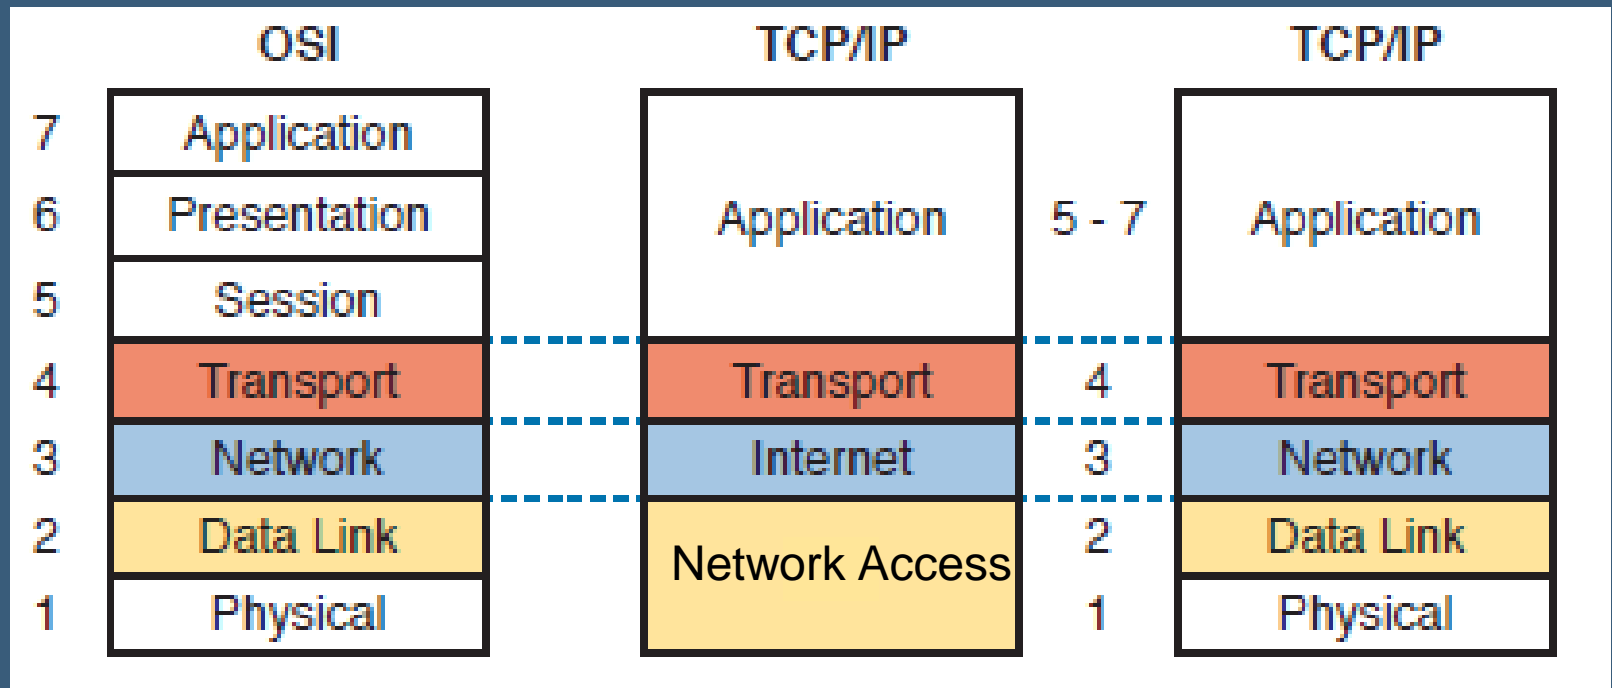 OSI TCP/IP TCP/IP
7 Application
6 Presentation Application 5 - 7 Application
5 Session
4 Transport Transport 4 Transport
3 Network Internet 3 Network
2 Data Link 2 Data Link
Network Access
1 Physical 1 Physical